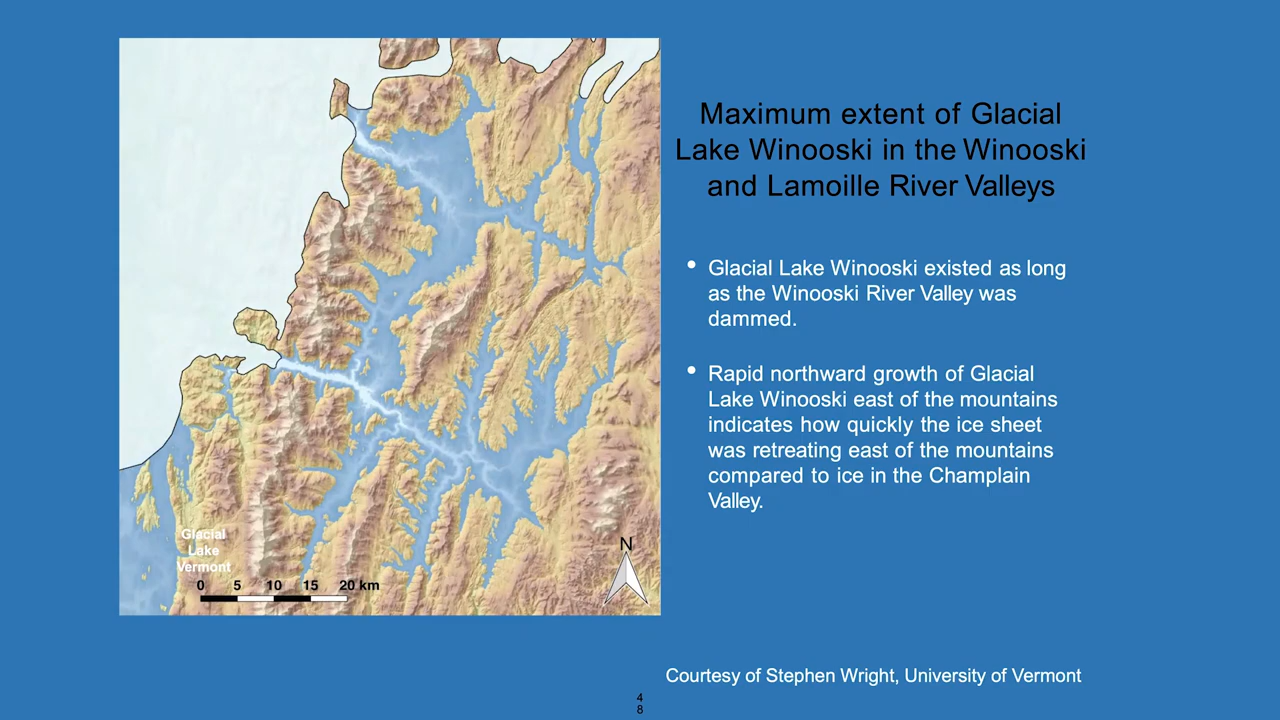 Maximum extent of Glacial
Lake Winooski in the Winooski
and Lamoille River Valleys
• Glacial Lake Winooski existed as long
as the Winooski River Valley was
dammed.
• Rapid northward growth of Glacial
Lake Winooski east of the mountains
indicates how quickly the ice sheet
was retreating east of the mountains
compared to ice in the Champlain
Valley.
Glacial
Lake
Vermont
0 5 10 15 20 km
N
Courtesy of Stephen Wright, University of Vermont
4
8